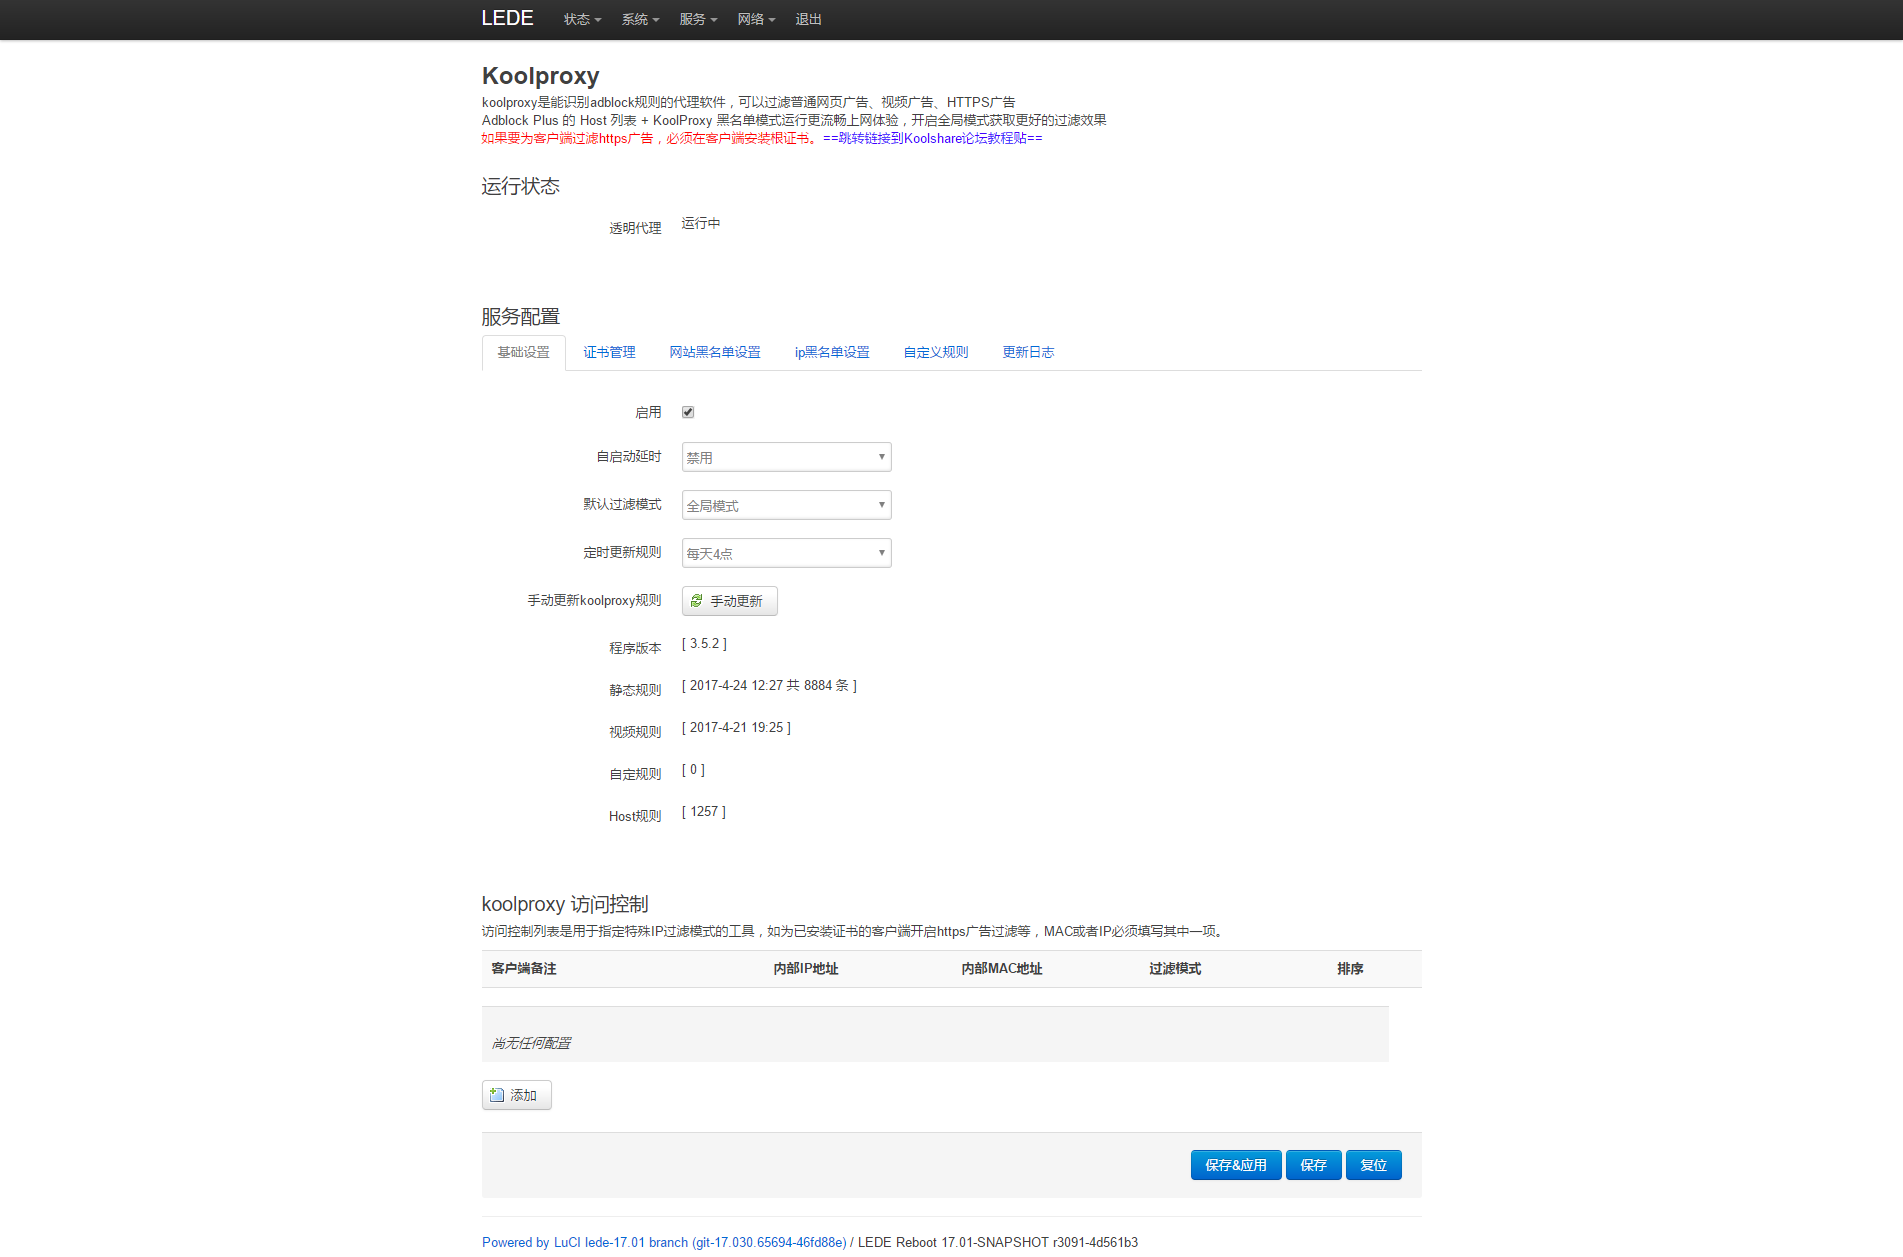 LEDE 状态 系统 服务 网络 退出
Koolproxy
koolproxy是能识别adblock规则的代理软件，可以过滤普通网页广告、视频广告、HTTPS广告
Adblock Plus 的 Host 列表 + KoolProxy 黑名单模式运行更流畅上网体验，开启全局模式获取更好的过滤效果
如果要为客户端过滤https广告，必须在客户端安装根证书。==跳转链接到Koolshare论坛教程贴==
运行状态
透明代理 运行中
服务配置
基础设置 证书管理 网站黑名单设置 ip黑名单设置 自定义规则 更新日志
启用
自启动延时 禁用
默认过滤模式 全局模式
定时更新规则 每天4点
手动更新koolproxy规则 手动更新
程序版本 [ 3.5.2 ]
静态规则 [ 2017-4-24 12:27 共 8884 条 ]
视频规则 [ 2017-4-21 19:25 ]
自定规则 [ 0 ]
Host规则 [ 1257 ]
koolproxy 访问控制
访问控制列表是用于指定特殊IP过滤模式的工具，如为已安装证书的客户端开启https广告过滤等，MAC或者IP必须填写其中一项。
客户端备注 内部IP地址 内部MAC地址 过滤模式 排序
尚无任何配置
添加
保存&应用 保存 复位
Powered by LuCI lede-17.01 branch (git-17.030.65694-46fd88e) / LEDE Reboot 17.01-SNAPSHOT r3091-4d561b3